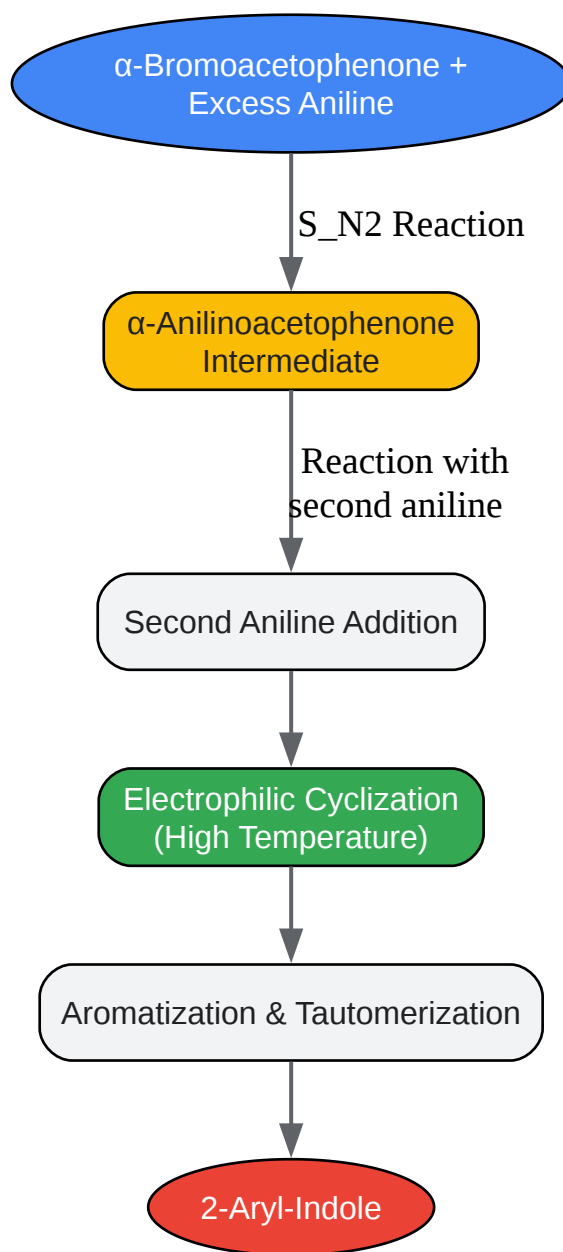 α-Bromoacetophenone +
Excess Aniline
S_N2 Reaction
α-Anilinoacetophenone
Intermediate
Reaction with
second aniline
Second Aniline Addition
Electrophilic Cyclization
(High Temperature)
Aromatization & Tautomerization
2-Aryl-Indole